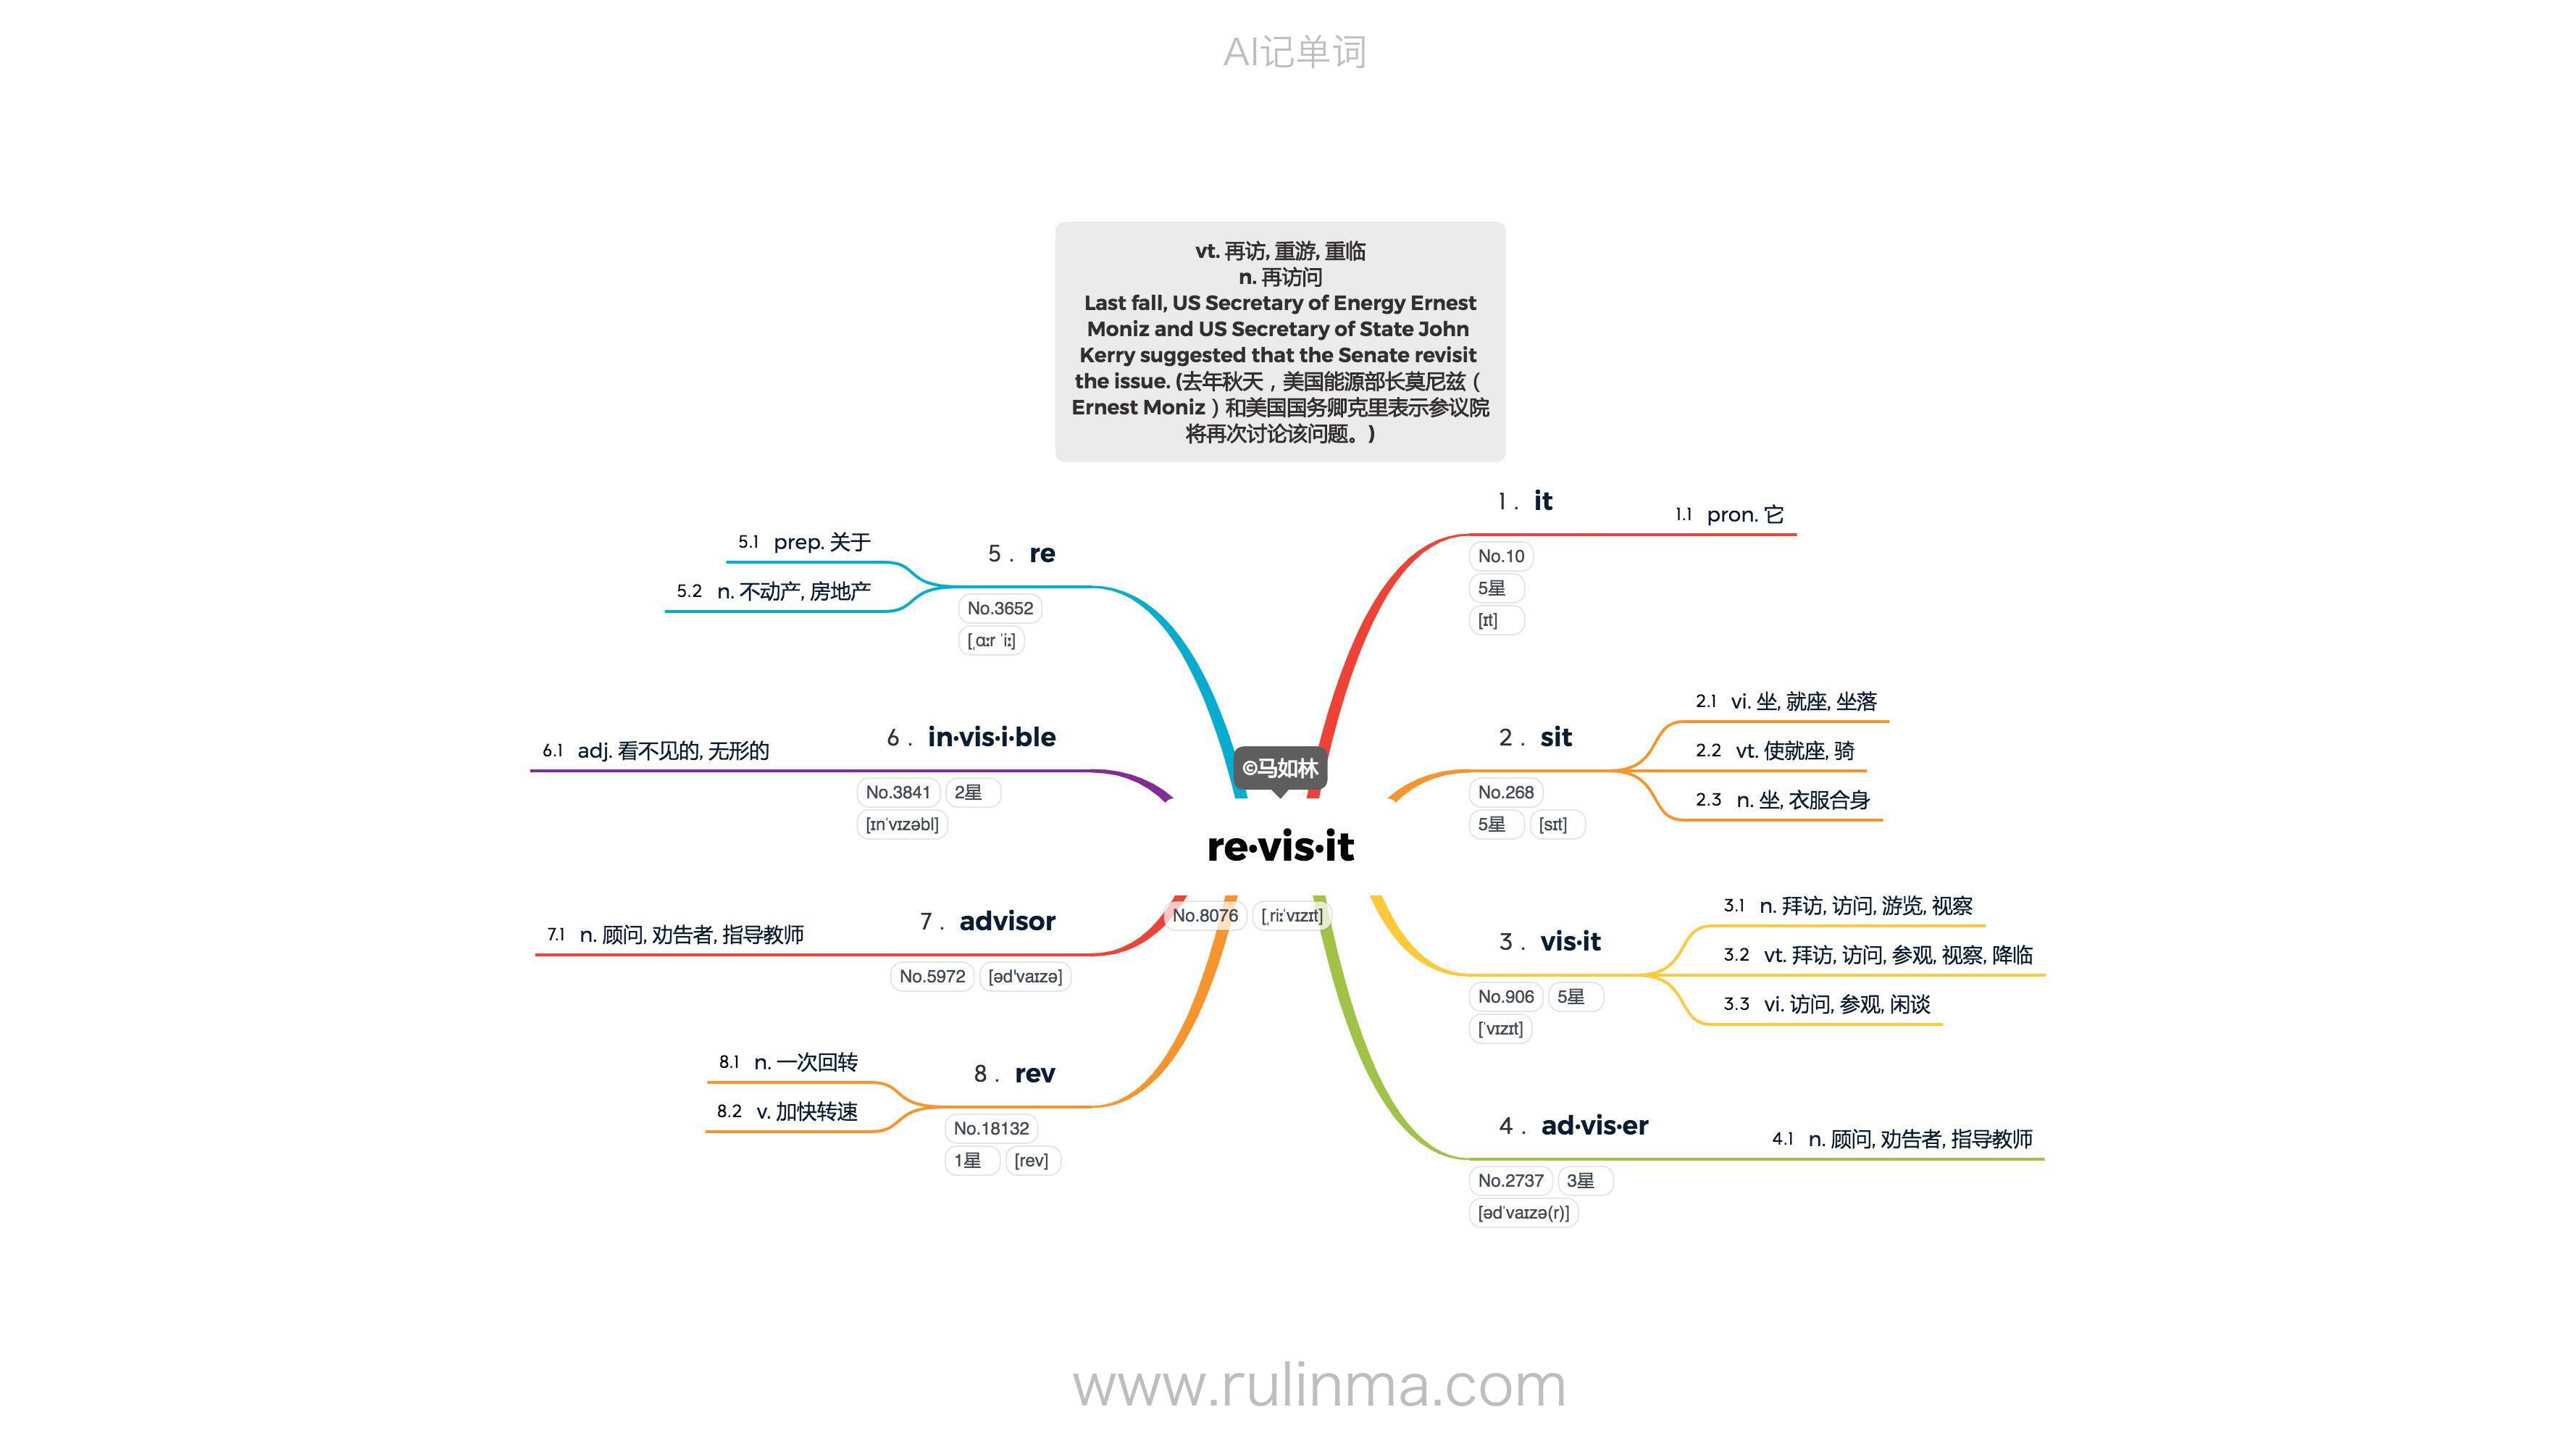 AI记单词
vt. 再访, 重游, 重临
n. 再访问
Last fall, US Secretary of Energy Ernest
Moniz and US Secretary of State John
Kerry suggested that the Senate revisit
the issue. (去年秋天，美国能源部长莫尼兹（
Ernest Moniz）和美国国务卿克里表示参议院
将再次讨论该问题。)
©马如林
re·vis·it
No.8076 [ˌriːˈvɪzɪt]
1. it
No.10
5星
[ɪt]
1.1 pron. 它
2. sit
No.268
5星 [sɪt]
2.1 vi. 坐, 就座, 坐落
2.2 vt. 使就座, 骑
2.3 n. 坐, 衣服合身
3. vis·it
No.906 5星
[ˈvɪzɪt]
3.1 n. 拜访, 访问, 游览, 视察
3.2 vt. 拜访, 访问, 参观, 视察, 降临
3.3 vi. 访问, 参观, 闲谈
4. ad·vis·er
No.2737 3星
[ədˈvaɪzə(r)]
4.1 n. 顾问, 劝告者, 指导教师
5. re
No.3652
[ˌɑːr ˈiː]
5.1 prep. 关于
5.2 n. 不动产, 房地产
6. in·vis·i·ble
No.3841 2星
[ɪnˈvɪzəbl]
6.1 adj. 看不见的, 无形的
7. advisor
No.5972 [əd'vaɪzə]
7.1 n. 顾问, 劝告者, 指导教师
8. rev
No.18132
1星 [rev]
8.1 n. 一次回转
8.2 v. 加快转速
www.rulinma.com